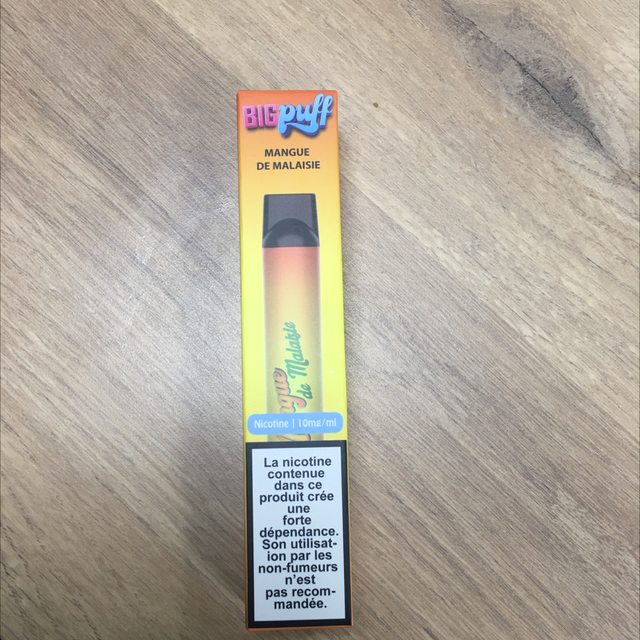 BIG puff
MANGUE
DE MALAISIE
Mangue
de Malaisie
Nicotine | 10mg/ml
La nicotine
contenue
dans ce
produit crée
une
forte
dépendance.
Son utilisat-
ion par les
non-fumeurs
n'est
pas recom-
mandée.